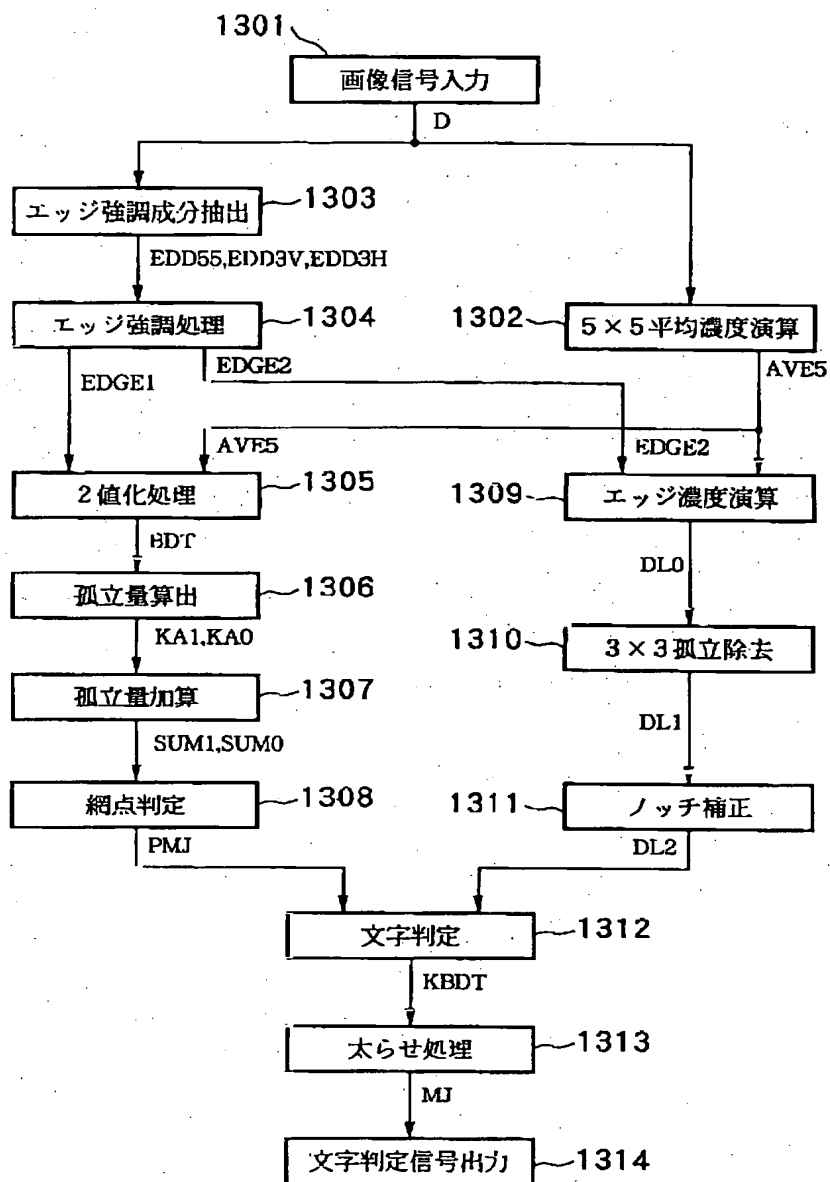 1301
画像信号入力
D
エッジ強調成分抽出 1303
EDD55,EDD3V,EDD3H
エッジ強調処理 1304
1302 5×5平均濃度演算
EDGE1
EDGE2
AVE5
AVE5
EDGE2
2値化処理 1305
1309 エッジ濃度演算
BDT
DL0
孤立量算出 1306
KA1,KA0
1310 3×3孤立除去
孤立量加算 1307
DL1
SUM1,SUM0
網点判定 1308
1311 ノッチ補正
PMJ
DL2
文字判定 1312
KBDT
太らせ処理 1313
MJ
文字判定信号出力 1314